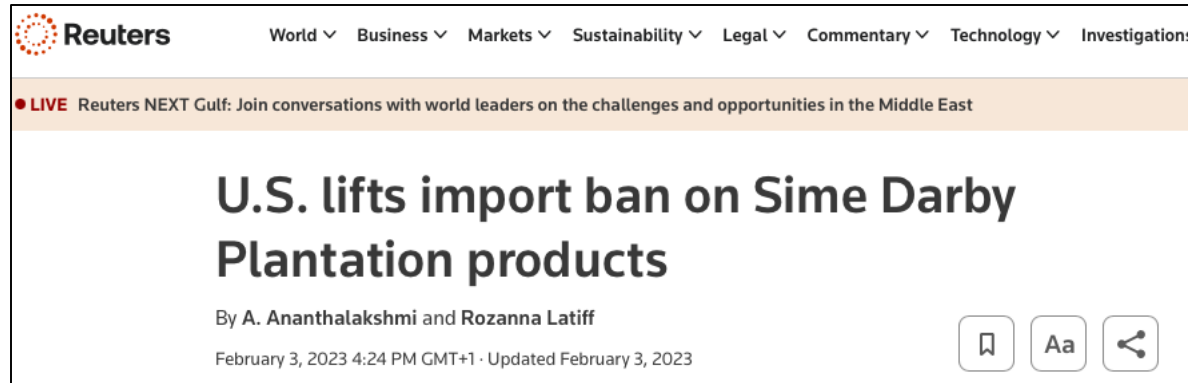 Reuters World Business Markets Sustainability Legal Commentary Technology Investigations
LIVE Reuters NEXT Gulf: Join conversations with world leaders on the challenges and opportunities in the Middle East
U.S. lifts import ban on Sime Darby
Plantation products
By A. Ananthalakshmi and Rozanna Latiff
February 3, 2023 4:24 PM GMT+1 · Updated February 3, 2023
Aa